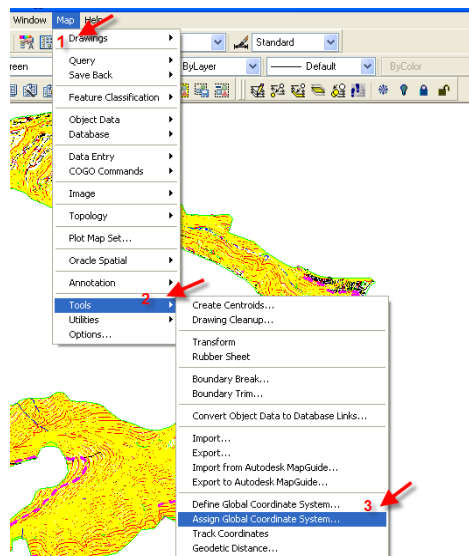 Window Map Help
1 Drawings
Standard
Query
reen
ByLayer
Default
ByColor
Save Back
Feature Classification
Object Data
Database
Data Entry
COGO Commands
Image
Topology
Plot Map Set...
Oracle Spatial
Annotation
2
Tools
Utilities
Options...
Create Centroids...
Drawing Cleanup...
Transform
Rubber Sheet
Boundary Break...
Boundary Trim...
Convert Object Data to Database Links...
Import...
Export...
Import from Autodesk MapGuide...
Export to Autodesk MapGuide...
Define Global Coordinate System...
3
Assign Global Coordinate System...
Track Coordinates
Geodetic Distance...